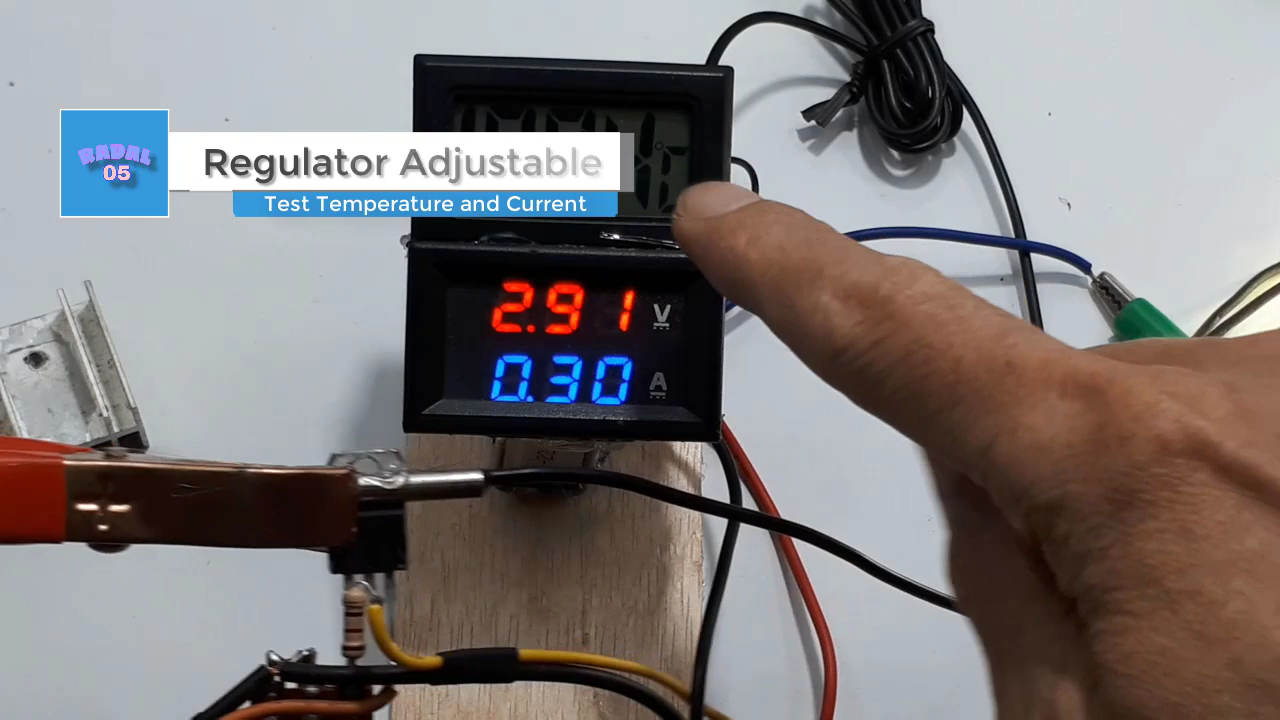 RADAL
05
Regulator Adjustable
Test Temperature and Current
2.91 V
0.30 A